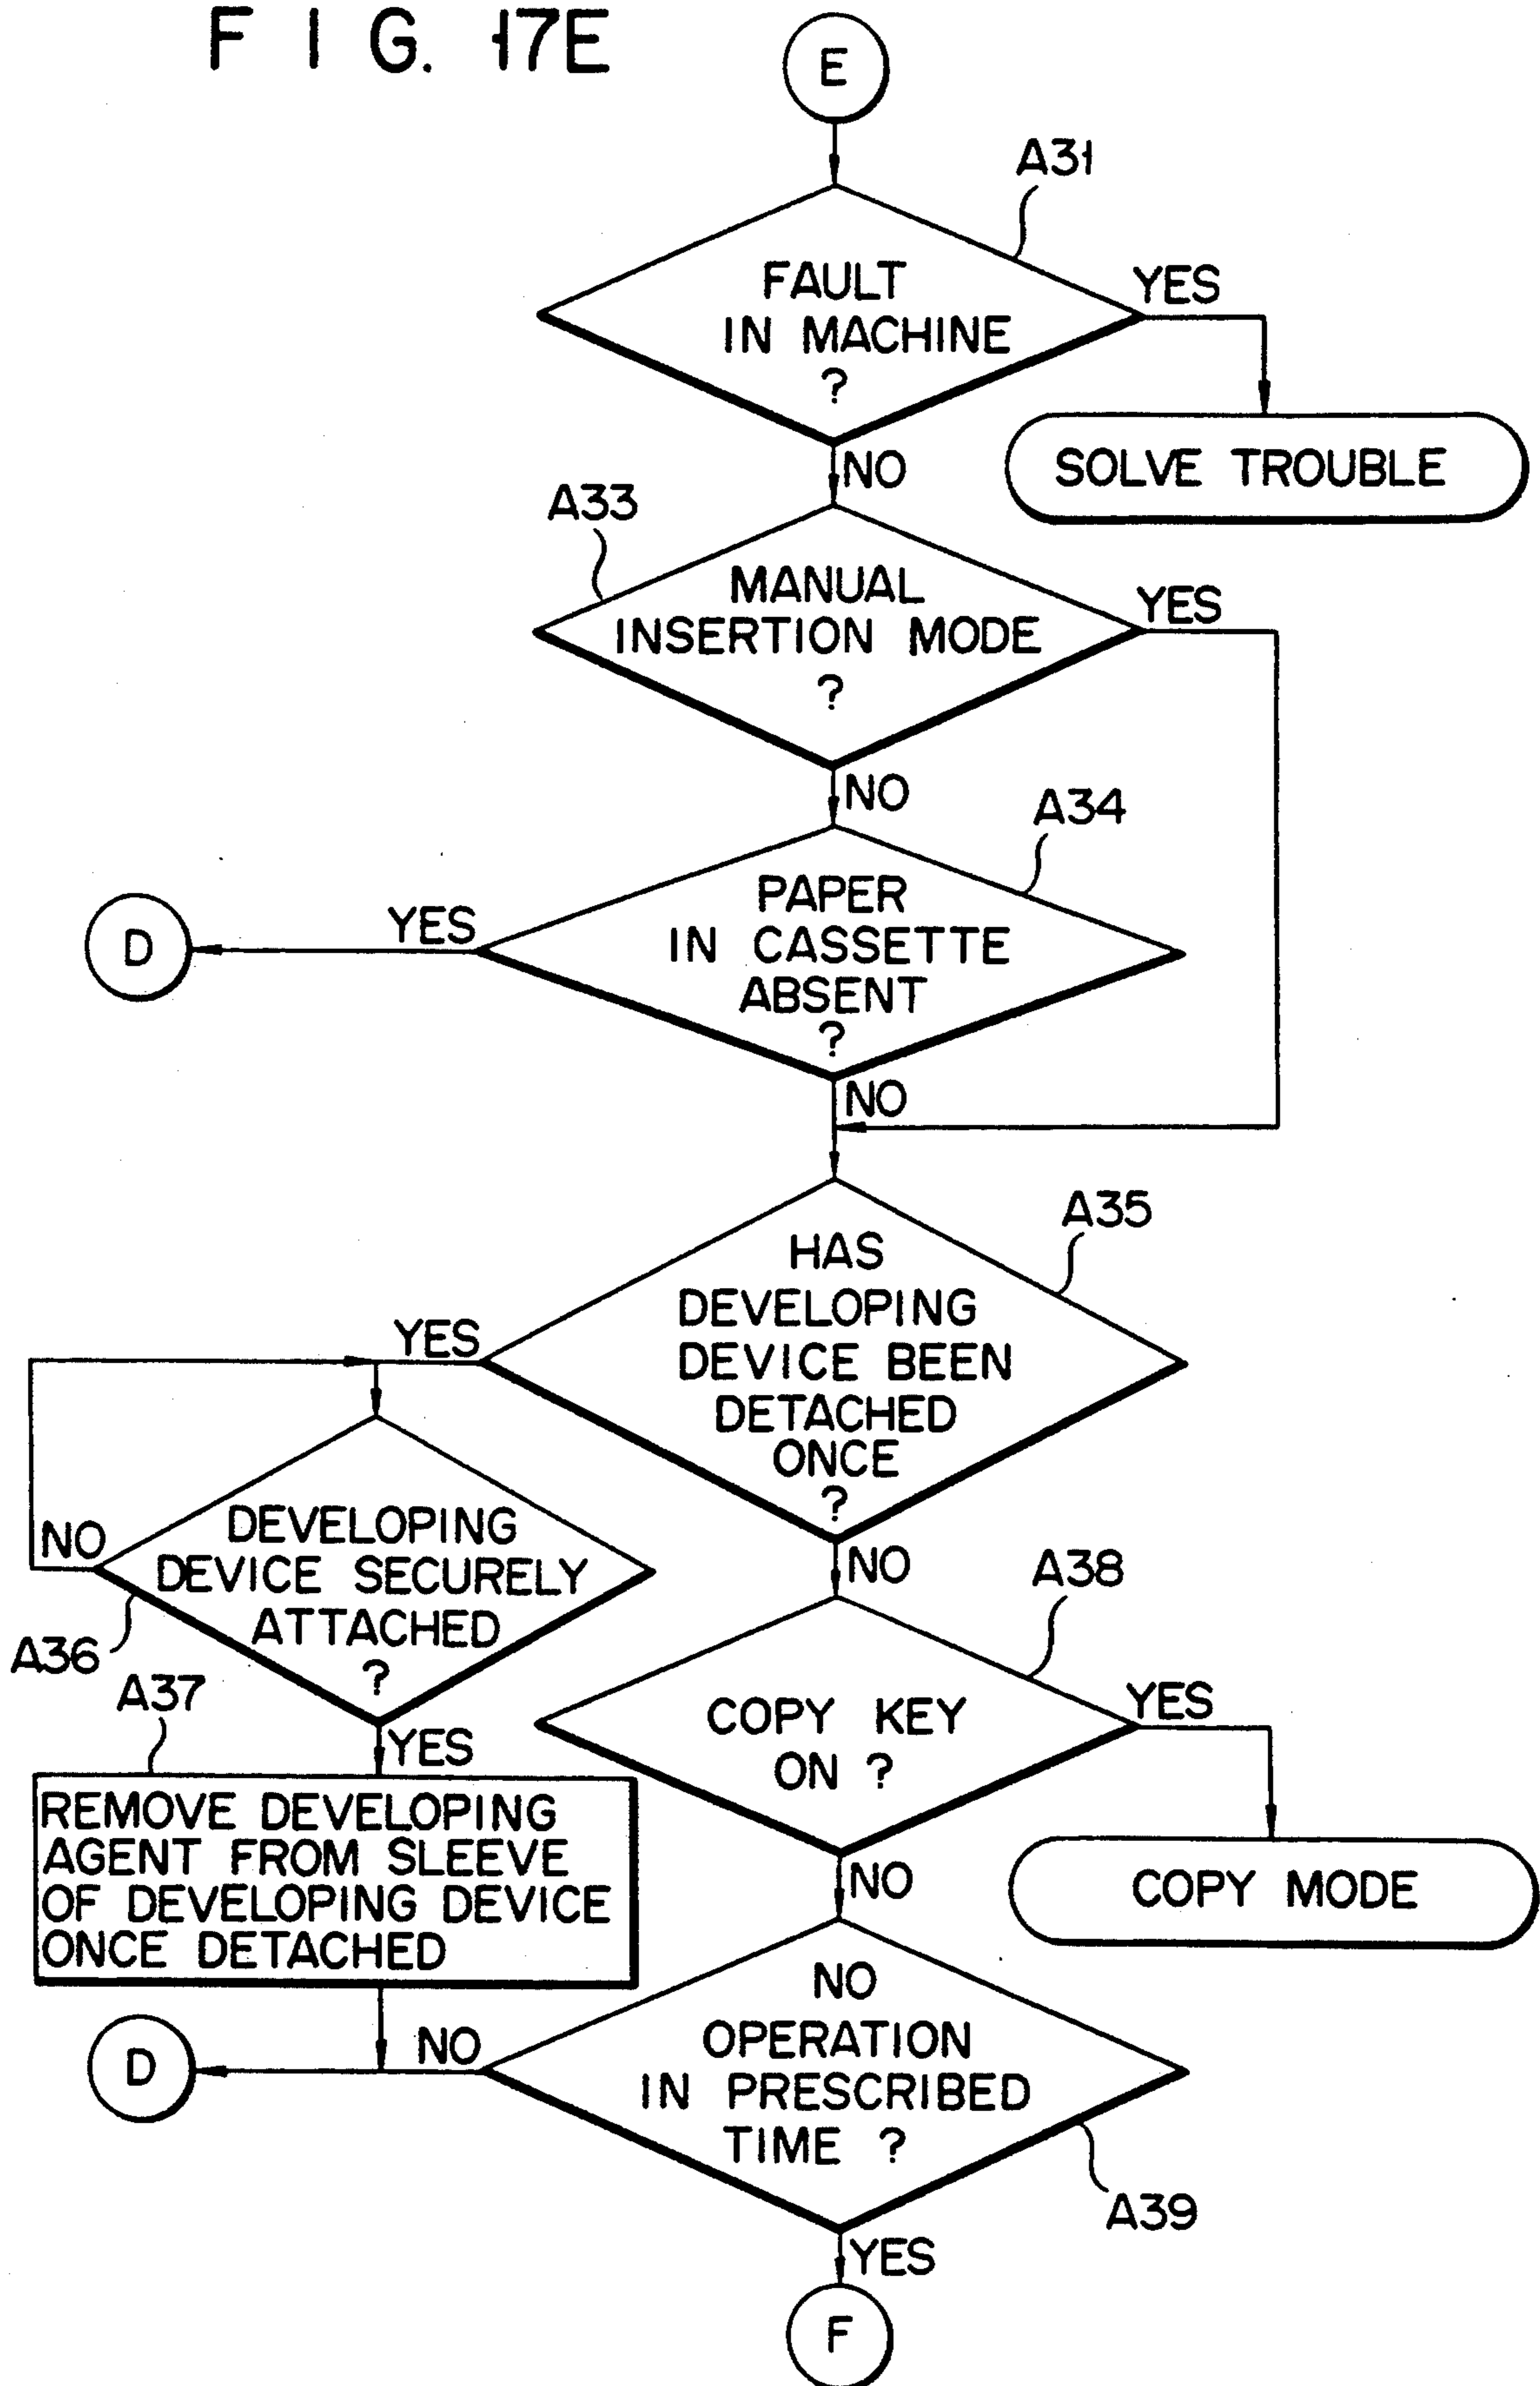 F I G. 17E
E
A31
FAULT
IN MACHINE
?
YES
SOLVE TROUBLE
NO
A33
MANUAL
INSERTION MODE
?
YES
NO
A34
PAPER
IN CASSETTE
ABSENT
?
YES
D
NO
A35
HAS
DEVELOPING
DEVICE BEEN
DETACHED
ONCE
?
YES
NO
DEVELOPING
DEVICE SECURELY
ATTACHED
?
NO
A36
YES
A37
REMOVE DEVELOPING
AGENT FROM SLEEVE
OF DEVELOPING DEVICE
ONCE DETACHED
A38
COPY KEY
ON ?
YES
COPY MODE
NO
NO
OPERATION
IN PRESCRIBED
TIME ?
NO
D
A39
YES
F